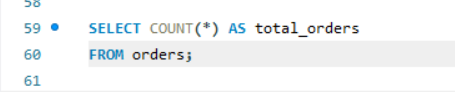 58
59 SELECT COUNT(*) AS total_orders
60 FROM orders;
61